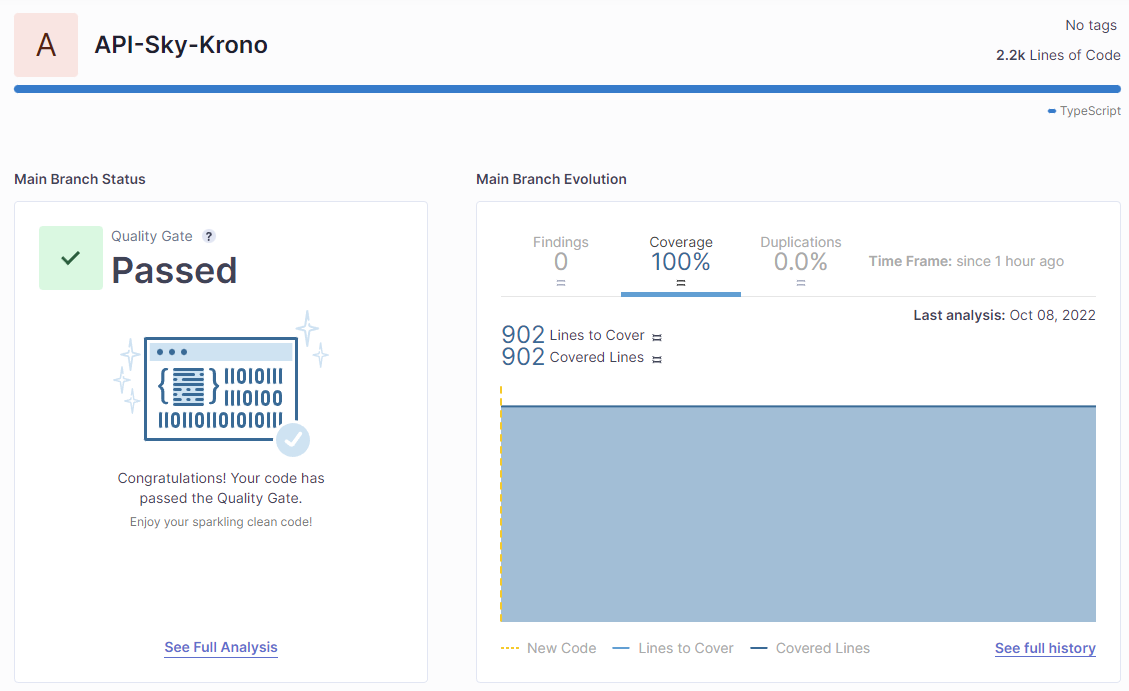 A
API-Sky-Krono
No tags
2.2k Lines of Code
TypeScript
Main Branch Status
Quality Gate ?
Passed
{ } 11010111
1110100
11010110101011
Congratulations! Your code has
passed the Quality Gate.
Enjoy your sparkling clean code!
See Full Analysis
Main Branch Evolution
Findings
0
Coverage
100%
Duplications
0.0%
Time Frame: since 1 hour ago
Last analysis: Oct 08, 2022
902 Lines to Cover
902 Covered Lines
New Code
Lines to Cover
Covered Lines
See full history